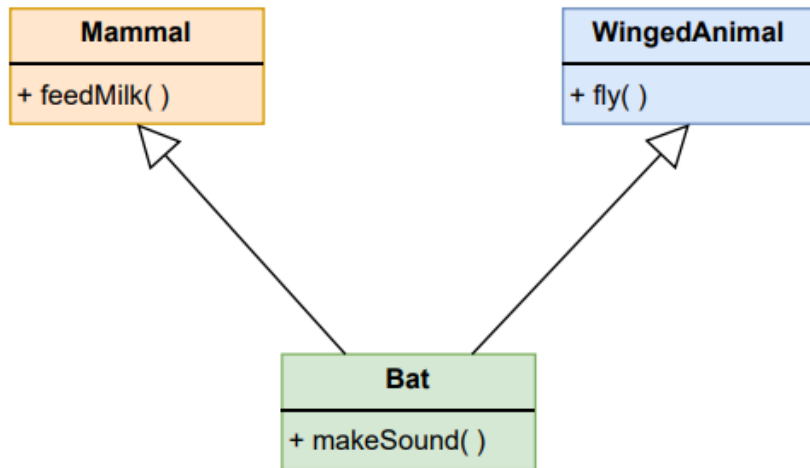 Mammal
+ feedMilk( )
WingedAnimal
+ fly( )
Bat
+ makeSound( )